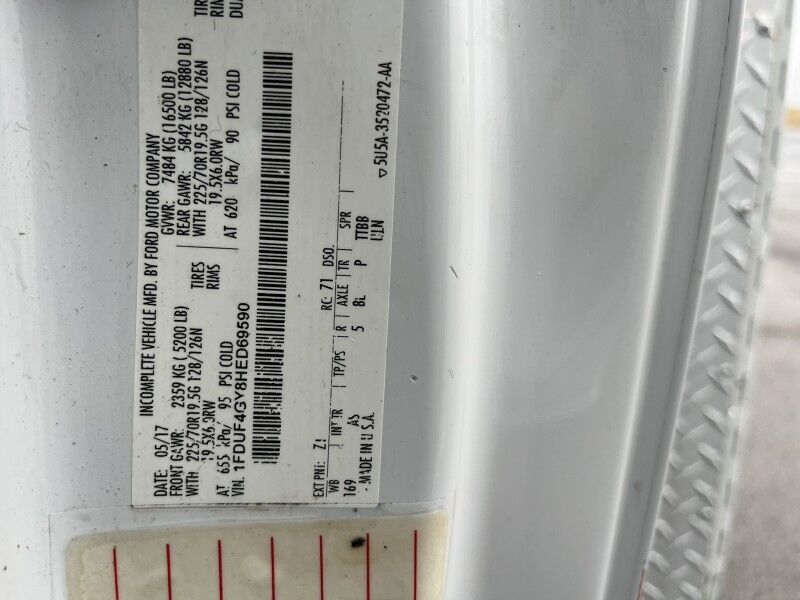 INCOMPLETE VEHICLE MFD. BY FORD MOTOR COMPANY
DATE: 05/17 GVWR: 7484 KG (16500 LB)
FRONT GAWR: 2359 KG ( 5200 LB) REAR GAWR: 5842 KG (12880 LB)
WITH 225/70R19.5G 128/126N TIRES WITH 225/70R19.5G 128/126N TIRE
19.5X6.0RW RIMS 19.5X6.0RW RIM
AT 655 kPa/ 95 PSI COLD AT 620 kPa/ 90 PSI COLD DU
VIN: 1FDUF4GY8HED69590
EXT PNT: Z1 RC: 71 DSO:
WB INT TR TP/PS R AXLE TR SPR
169 AS 5 8L P TTBB
MADE IN U.S.A. 5U5A-3520472-AA